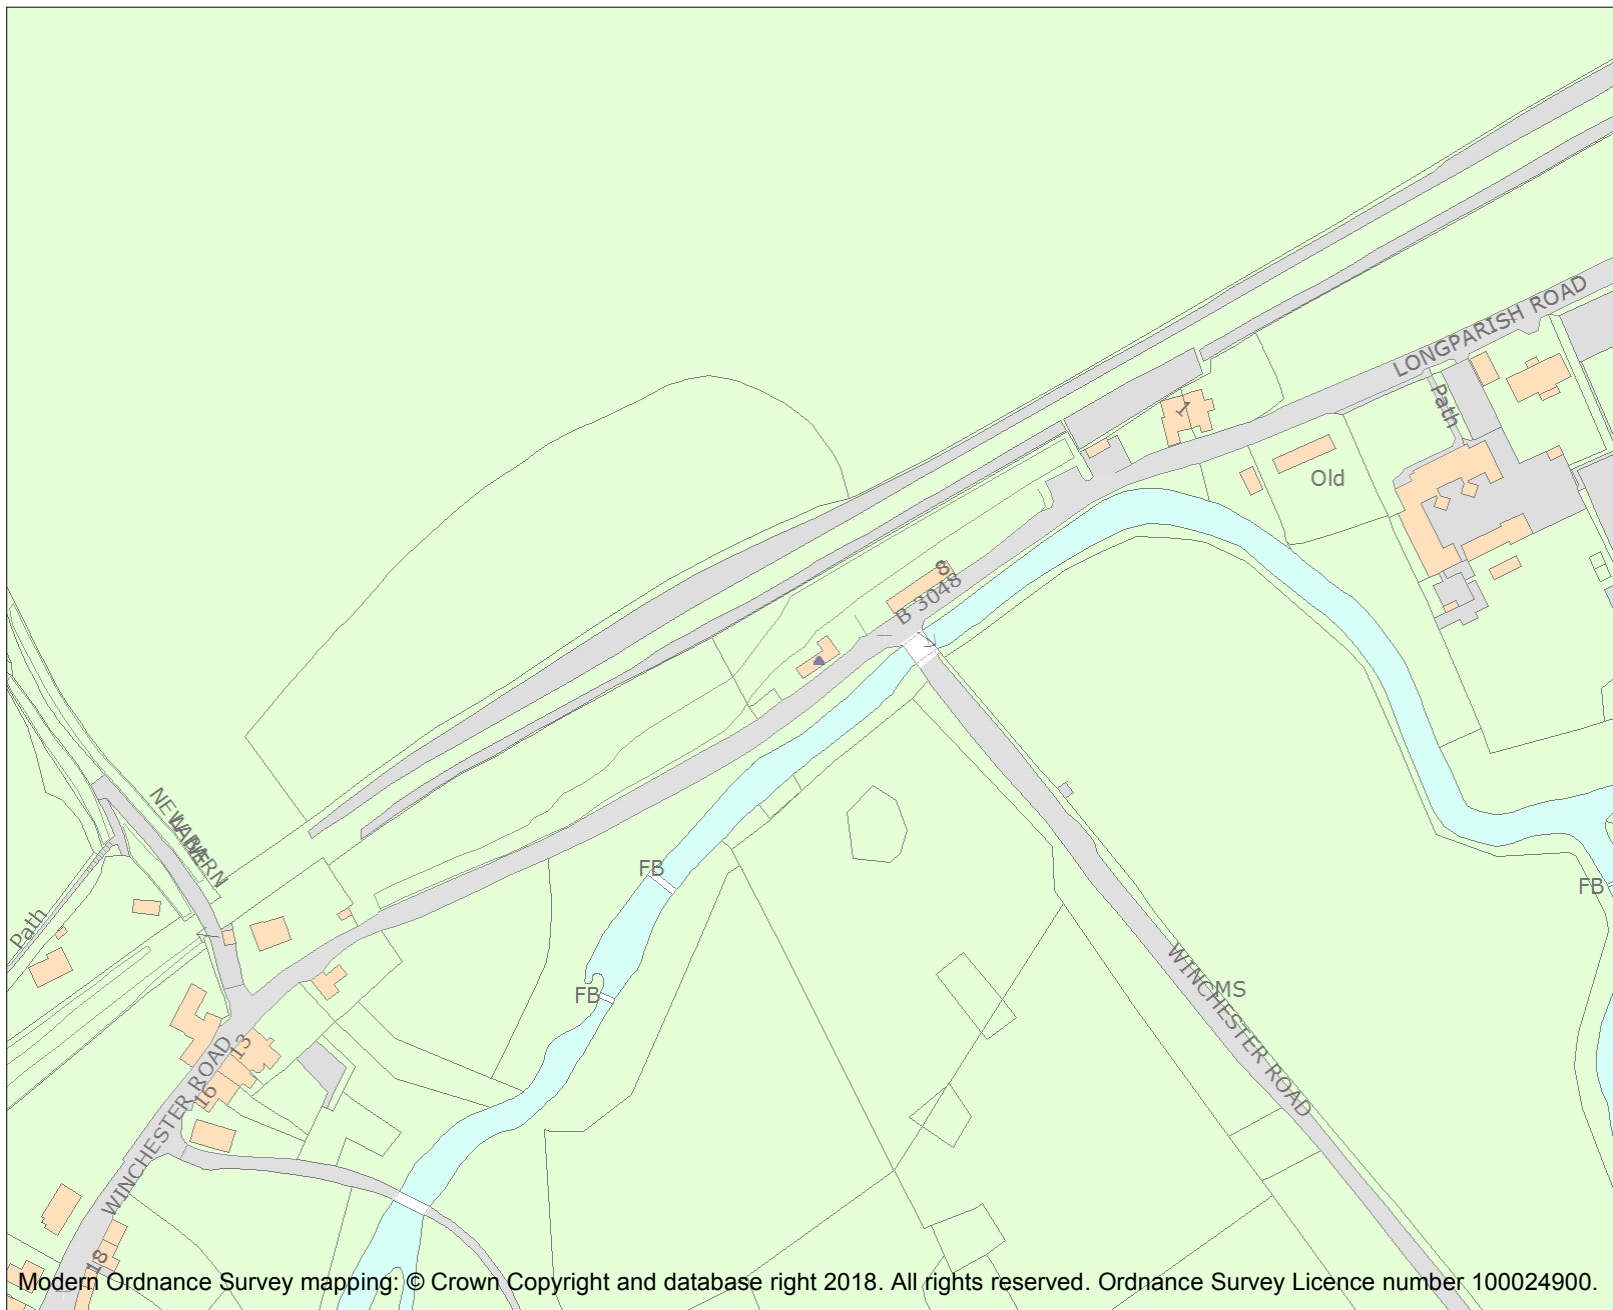 LONGPARISH ROAD
Path
1
Old
8
B 3048
NEWBARN
LANE
FB
FB
FB
Path
MS
WINCHESTER ROAD
13
16
WINCHESTER ROAD
18
Modern Ordnance Survey mapping: © Crown Copyright and database right 2018. All rights reserved. Ordnance Survey Licence number 100024900.